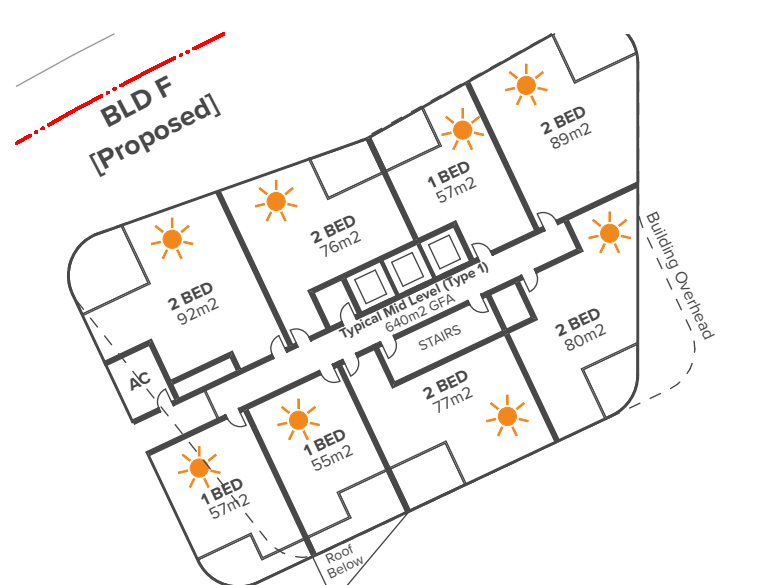 BLD F
[Proposed]
2 BED
89m2
1 BED
57m2
2 BED
76m2
2 BED
92m2
Typical Mid Level (Type 1)
640m2 GFA
STAIRS
AC
2 BED
80m2
2 BED
77m2
1 BED
55m2
1 BED
57m2
Building Overhead
Roof
Below